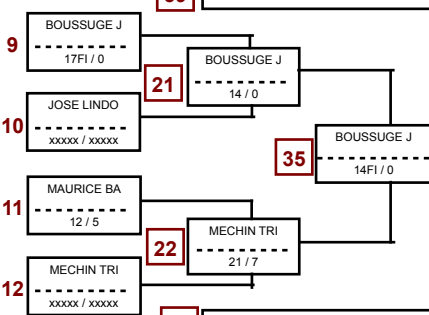 9
BOUSSUGE J
17FI / 0
10
JOSE LINDO
xxxxx / xxxxx
21
BOUSSUGE J
14 / 0
35
BOUSSUGE J
14FI / 0
11
MAURICE BA
12 / 5
12
MECHIN TRI
xxxxx / xxxxx
22
MECHIN TRI
21 / 7